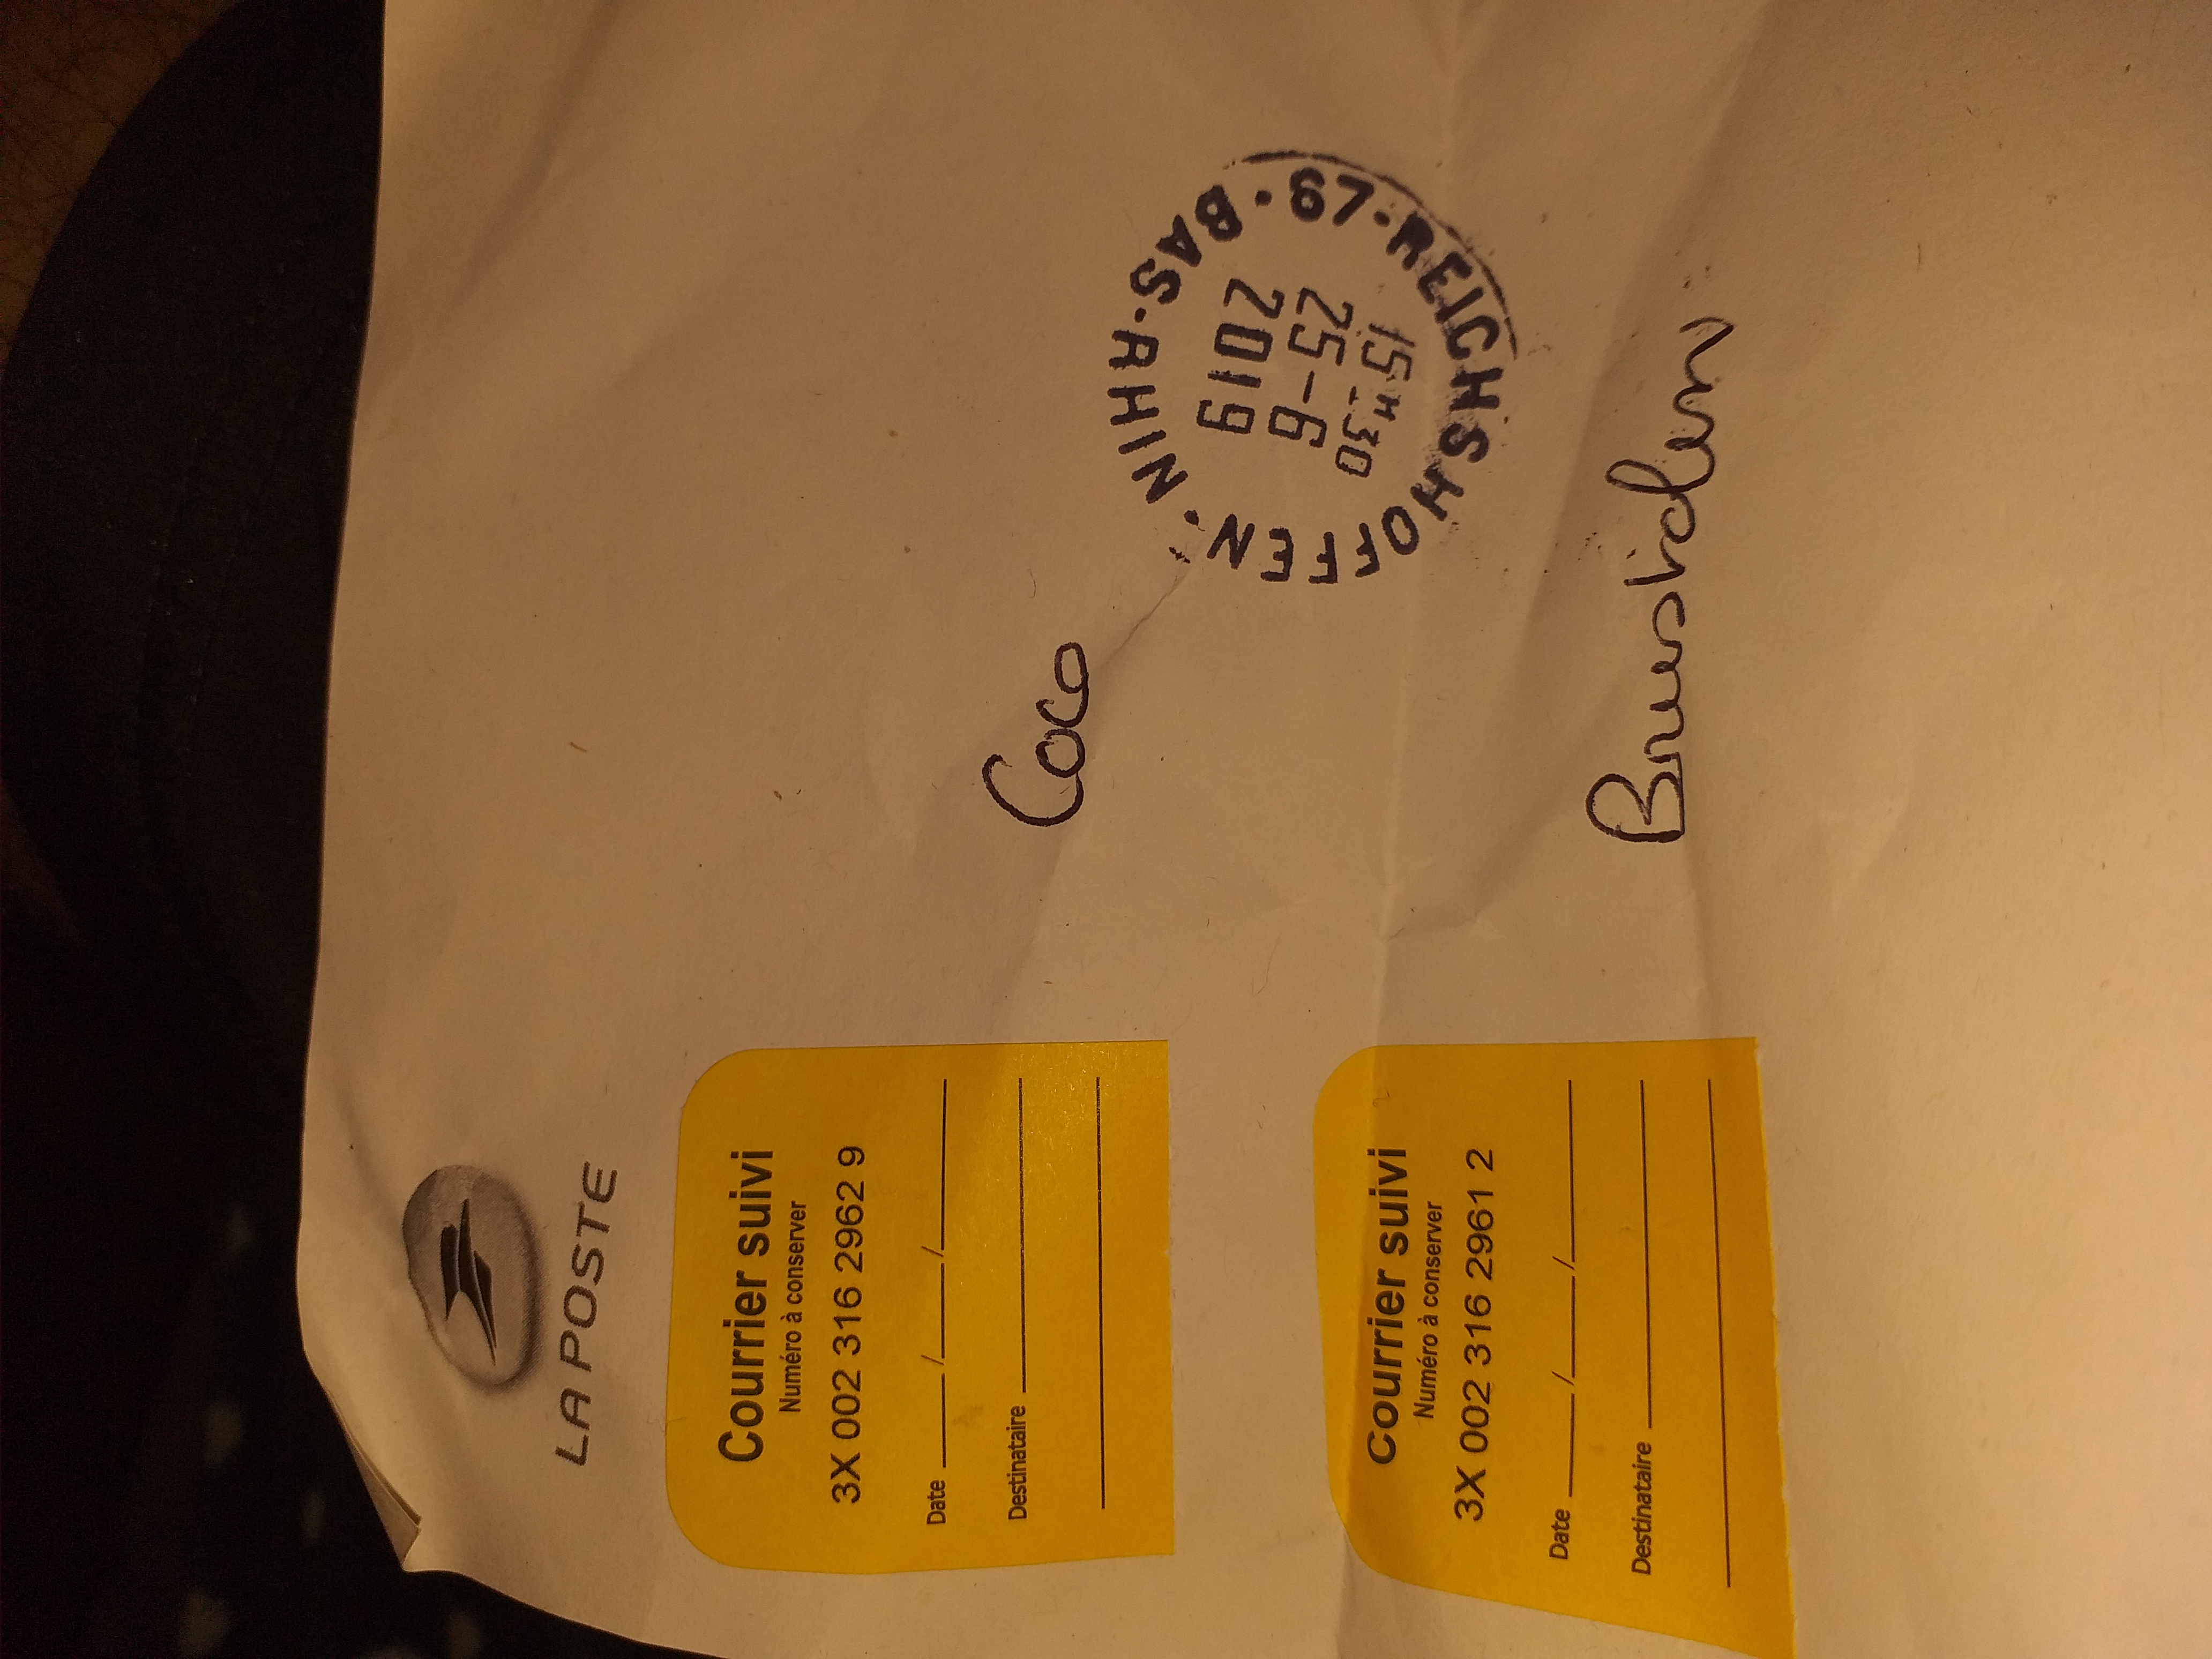 LA POSTE
Courrier suivi
Numéro à conserver
3X 002 316 2962 9
Date / /
Destinataire
Coco
67-REICHSHOFFEN·
BAS-RHIN
15H30
25-6
2019
Courrier suivi
Numéro à conserver
3X 002 316 2961 2
Date / /
Destinataire